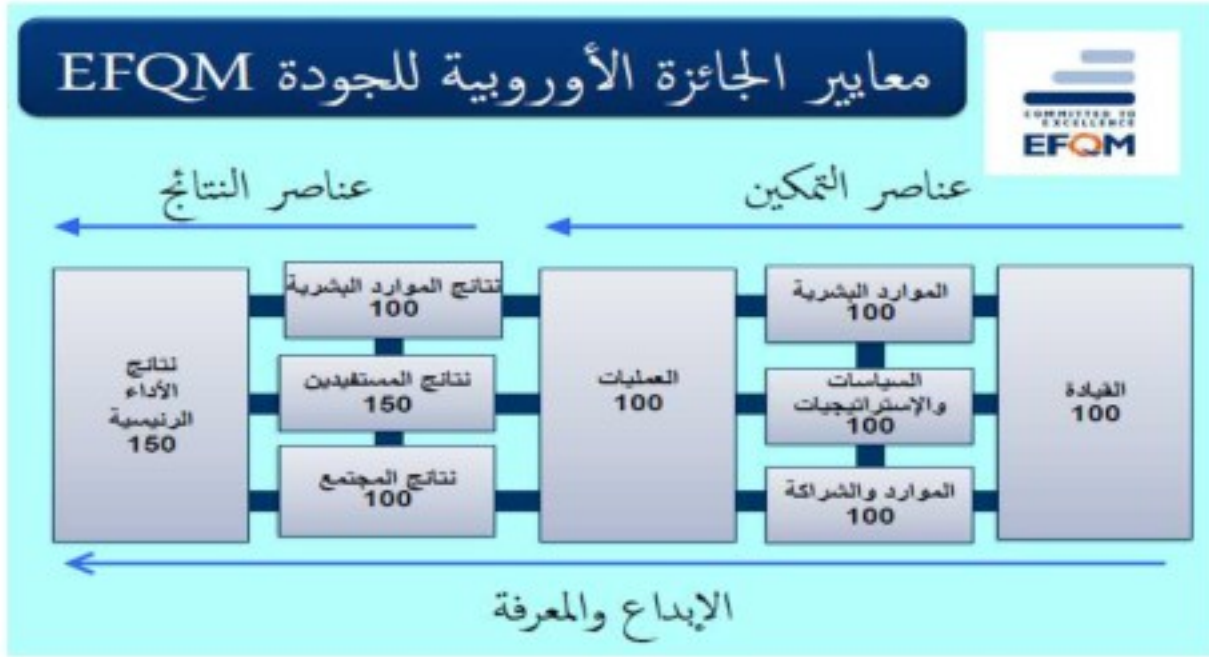 معايير الجائزة الأوروبية للجودة EFQM
COMMITTED TO
EXCELLENCE
EFQM
عناصر التمكين
عناصر النتائج
القيادة
100
الموارد البشرية
100
السياسات
والإستراتيجيات
100
الموارد والشراكة
100
العمليات
100
نتائج الموارد البشرية
100
نتائج المستفيدين
150
نتائج المجتمع
100
نتائج
الأداء
الرئيسية
150
الإبداع والمعرفة